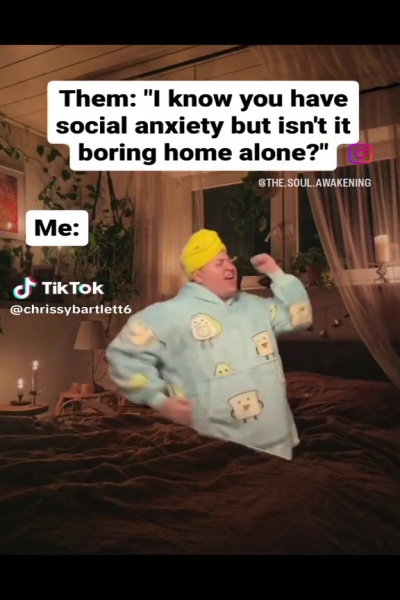 Them: "I know you have
social anxiety but isn't it
boring home alone?"
@THE.SOUL.AWAKENING
Me:
TikTok
@chrissybartlett6